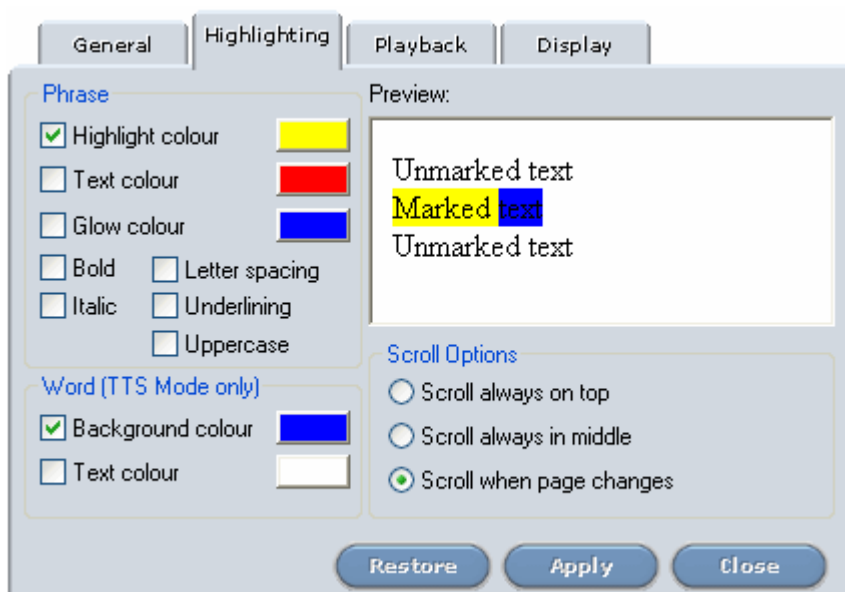 General Highlighting Playback Display
Phrase
Highlight colour
Text colour
Glow colour
Bold Letter spacing
Italic Underlining
Uppercase
Word (TTS Mode only)
Background colour
Text colour
Preview:
Unmarked text
Marked text
Unmarked text
Scroll Options
Scroll always on top
Scroll always in middle
Scroll when page changes
Restore Apply Close